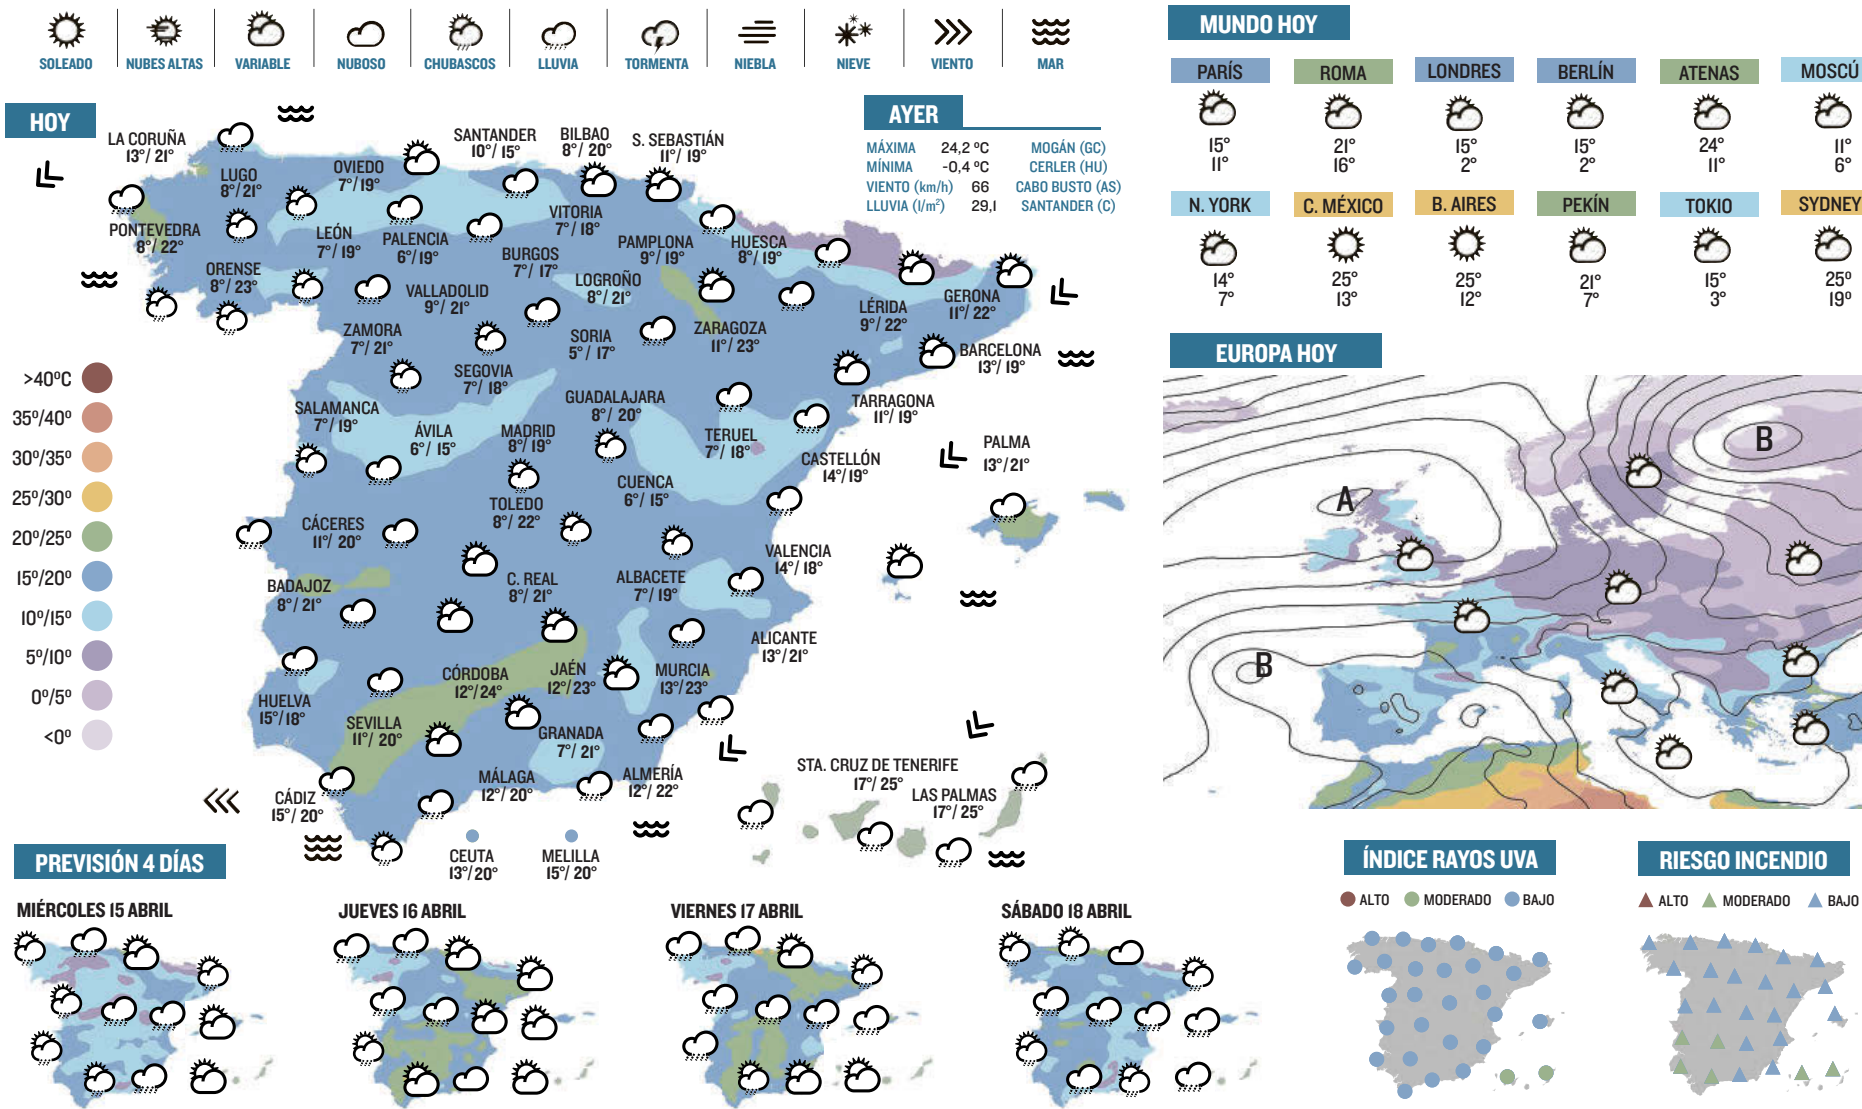 SOLEADO
NUBES ALTAS
VARIABLE
NUBOSO
CHUBASCOS
LLUVIA
TORMENTA
NIEBLA
NIEVE
VIENTO
MAR
HOY
LA CORUÑA
13°/ 21°
LUGO
8°/ 21°
OVIEDO
7°/19°
SANTANDER
10°/ 15°
BILBAO
8°/ 20°
S. SEBASTIÁN
11°/ 19°
PONTEVEDRA
8°/ 22°
ORENSE
8°/ 23°
LEÓN
7°/ 19°
PALENCIA
6°/19°
BURGOS
7°/ 17°
VITORIA
7°/ 18°
LOGROÑO
8°/ 21°
PAMPLONA
9°/ 19°
HUESCA
8°/ 19°
LÉRIDA
9°/ 22°
GERONA
11°/ 22°
BARCELONA
13°/ 19°
VALLADOLID
9°/ 21°
ZAMORA
7°/ 21°
SEGOVIA
7°/ 18°
SORIA
5°/ 17°
ZARAGOZA
11°/ 23°
TARRAGONA
11°/ 19°
SALAMANCA
7°/ 19°
ÁVILA
6°/ 15°
MADRID
8°/ 19°
GUADALAJARA
8°/ 20°
TERUEL
7°/ 18°
CASTELLÓN
14°/ 19°
PALMA
13°/ 21°
TOLEDO
8°/ 22°
CUENCA
6°/ 15°
CÁCERES
11°/ 20°
VALENCIA
14°/ 18°
BADAJOZ
8°/ 21°
C. REAL
8°/ 21°
ALBACETE
7°/ 19°
ALICANTE
13°/ 21°
HUELVA
15°/ 18°
CÓRDOBA
12°/ 24°
JAÉN
12°/ 23°
MURCIA
13°/ 23°
SEVILLA
11°/ 20°
GRANADA
7°/ 21°
CÁDIZ
15°/ 20°
MÁLAGA
12°/ 20°
ALMERÍA
12°/ 22°
CEUTA
13°/ 20°
MELILLA
15°/ 20°
STA. CRUZ DE TENERIFE
17°/ 25°
LAS PALMAS
17°/ 25°
>40°C
35°/40°
30°/35°
25°/30°
20°/25°
15°/20°
10°/15°
5°/10°
0°/5°
<0°
AYER
MÁXIMA 24,2 ºC MOGÁN (GC)
MÍNIMA -0,4 ºC CERLER (HU)
VIENTO (km/h) 66 CABO BUSTO (AS)
LLUVIA (l/m²) 29,1 SANTANDER (C)
MUNDO HOY
PARÍS
15°
11°
ROMA
21°
16°
LONDRES
15°
2°
BERLÍN
15°
2°
ATENAS
24°
11°
MOSCÚ
11°
6°
N. YORK
14°
7°
C. MÉXICO
25°
13°
B. AIRES
25°
12°
PEKÍN
21°
7°
TOKIO
15°
3°
SYDNEY
25°
19°
EUROPA HOY
B
A
B
PREVISIÓN 4 DÍAS
MIÉRCOLES 15 ABRIL
JUEVES 16 ABRIL
VIERNES 17 ABRIL
SÁBADO 18 ABRIL
ÍNDICE RAYOS UVA
ALTO MODERADO BAJO
RIESGO INCENDIO
ALTO MODERADO BAJO